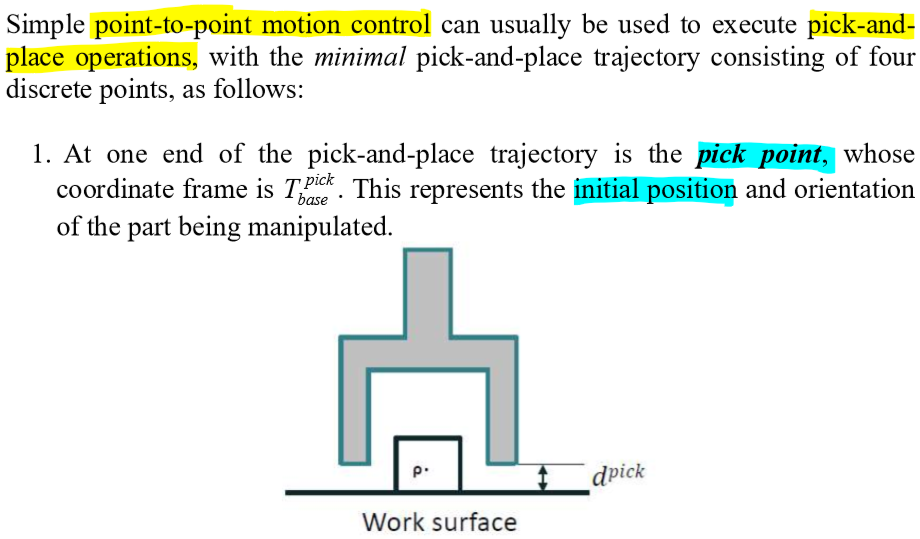 Simple point-to-point motion control can usually be used to execute pick-and-
place operations, with the minimal pick-and-place trajectory consisting of four
discrete points, as follows:
1. At one end of the pick-and-place trajectory is the pick point, whose
coordinate frame is T_{base}^{pick}. This represents the initial position and orientation
of the part being manipulated.
ρ·
d^{pick}
Work surface